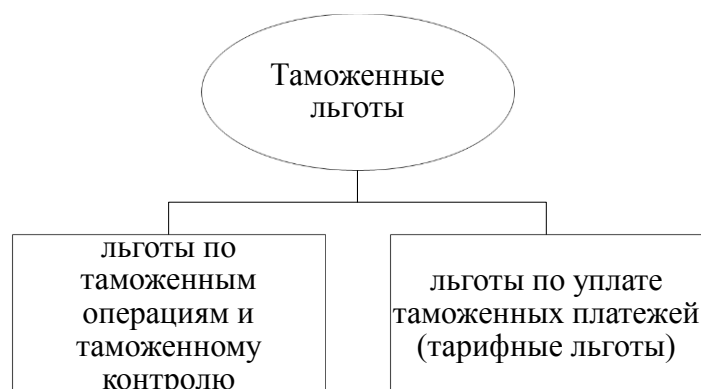 Таможенные
льготы
льготы по
таможенным
операциям и
таможенному
контролю
льготы по уплате
таможенных платежей
(тарифные льготы)